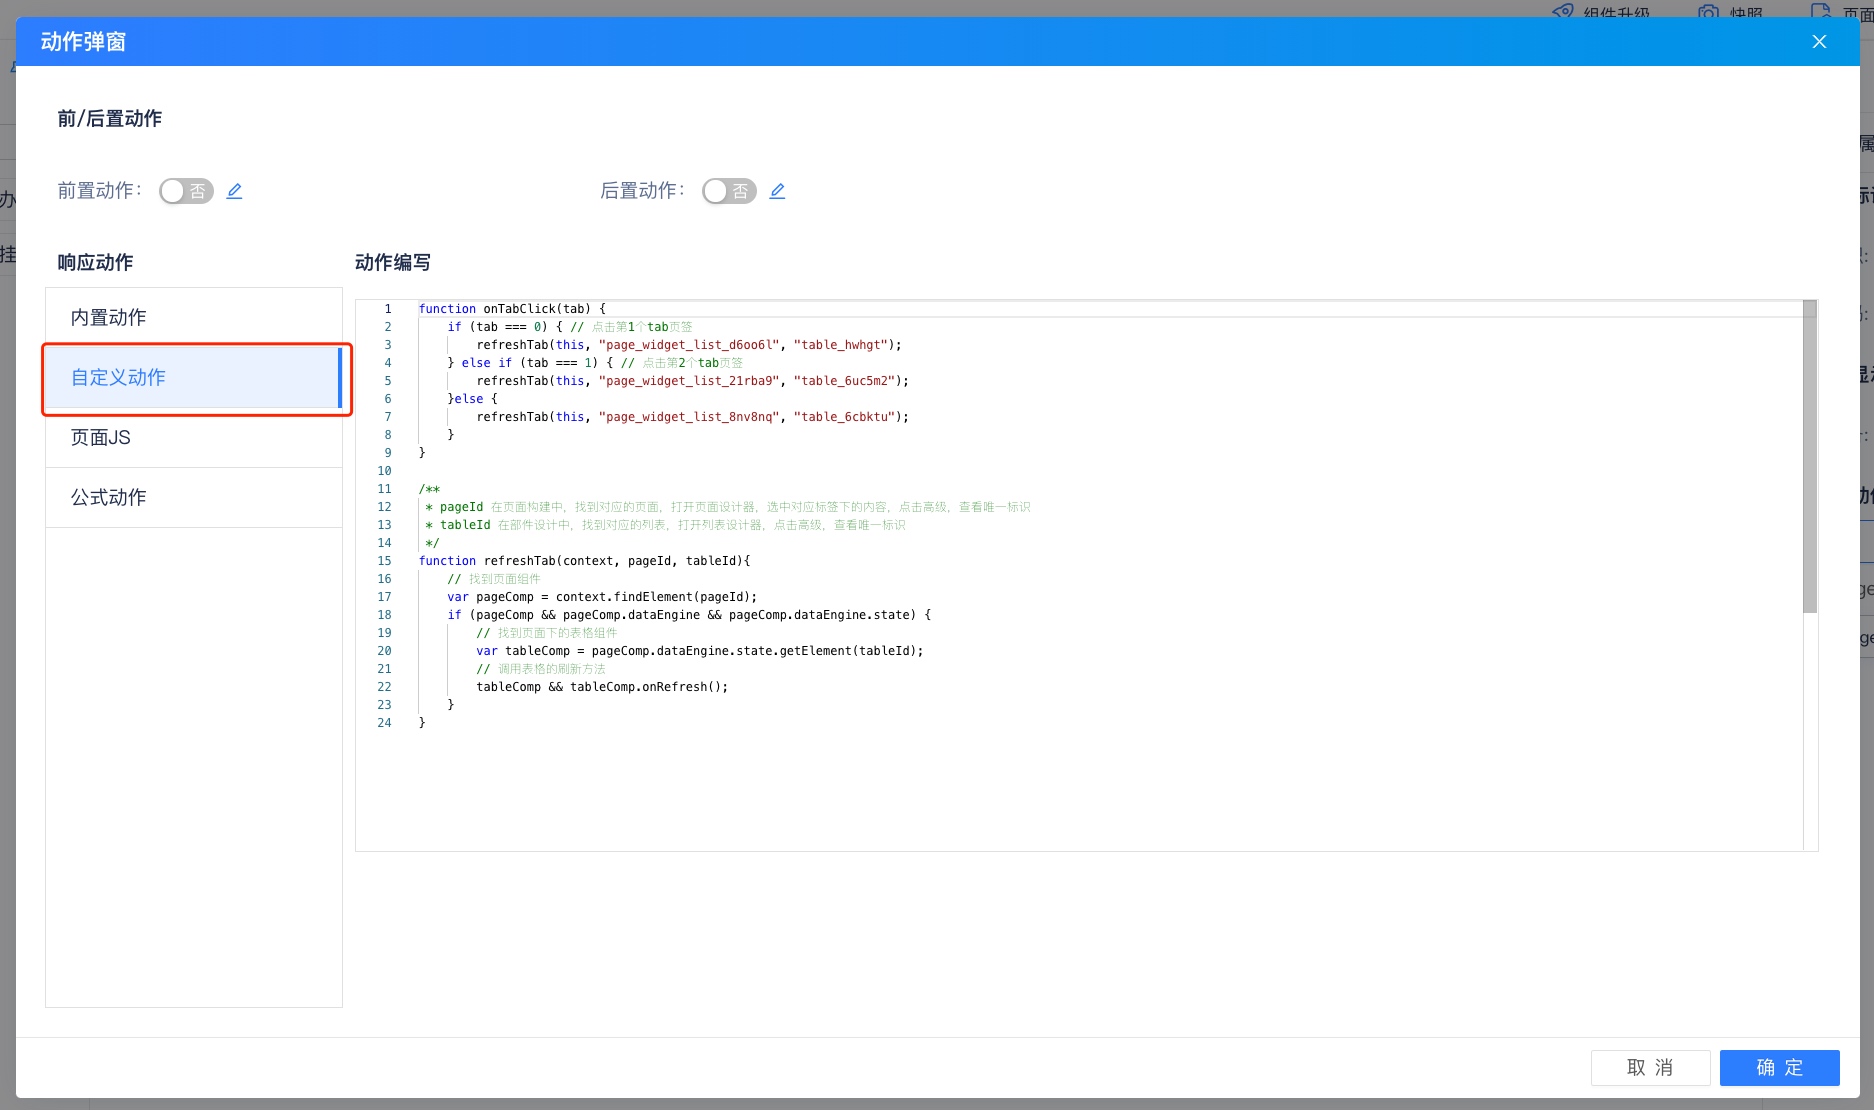 组件升级
快照
页面
动作弹窗
前/后置动作
前置动作:
否
后置动作:
否
响应动作
动作编写
内置动作
自定义动作
页面JS
公式动作
1 function onTabClick(tab) {
2 if (tab === 0) { // 点击第1个tab页签
3 refreshTab(this, "page_widget_list_d6oo6l", "table_hwhgt");
4 } else if (tab === 1) { // 点击第2个tab页签
5 refreshTab(this, "page_widget_list_21rba9", "table_6uc5m2");
6 }else {
7 refreshTab(this, "page_widget_list_8nv8nq", "table_6cbktu");
8 }
9 }
10
11 /**
12 * pageId 在页面构建中，找到对应的页面，打开页面设计器，选中对应标签下的内容，点击高级，查看唯一标识
13 * tableId 在部件设计中，找到对应的列表，打开列表设计器，点击高级，查看唯一标识
14 */
15 function refreshTab(context, pageId, tableId){
16 // 找到页面组件
17 var pageComp = context.findElement(pageId);
18 if (pageComp && pageComp.dataEngine && pageComp.dataEngine.state) {
19 // 找到页面下的表格组件
20 var tableComp = pageComp.dataEngine.state.getElement(tableId);
21 // 调用表格的刷新方法
22 tableComp && tableComp.onRefresh();
23 }
24 }
取 消
确 定